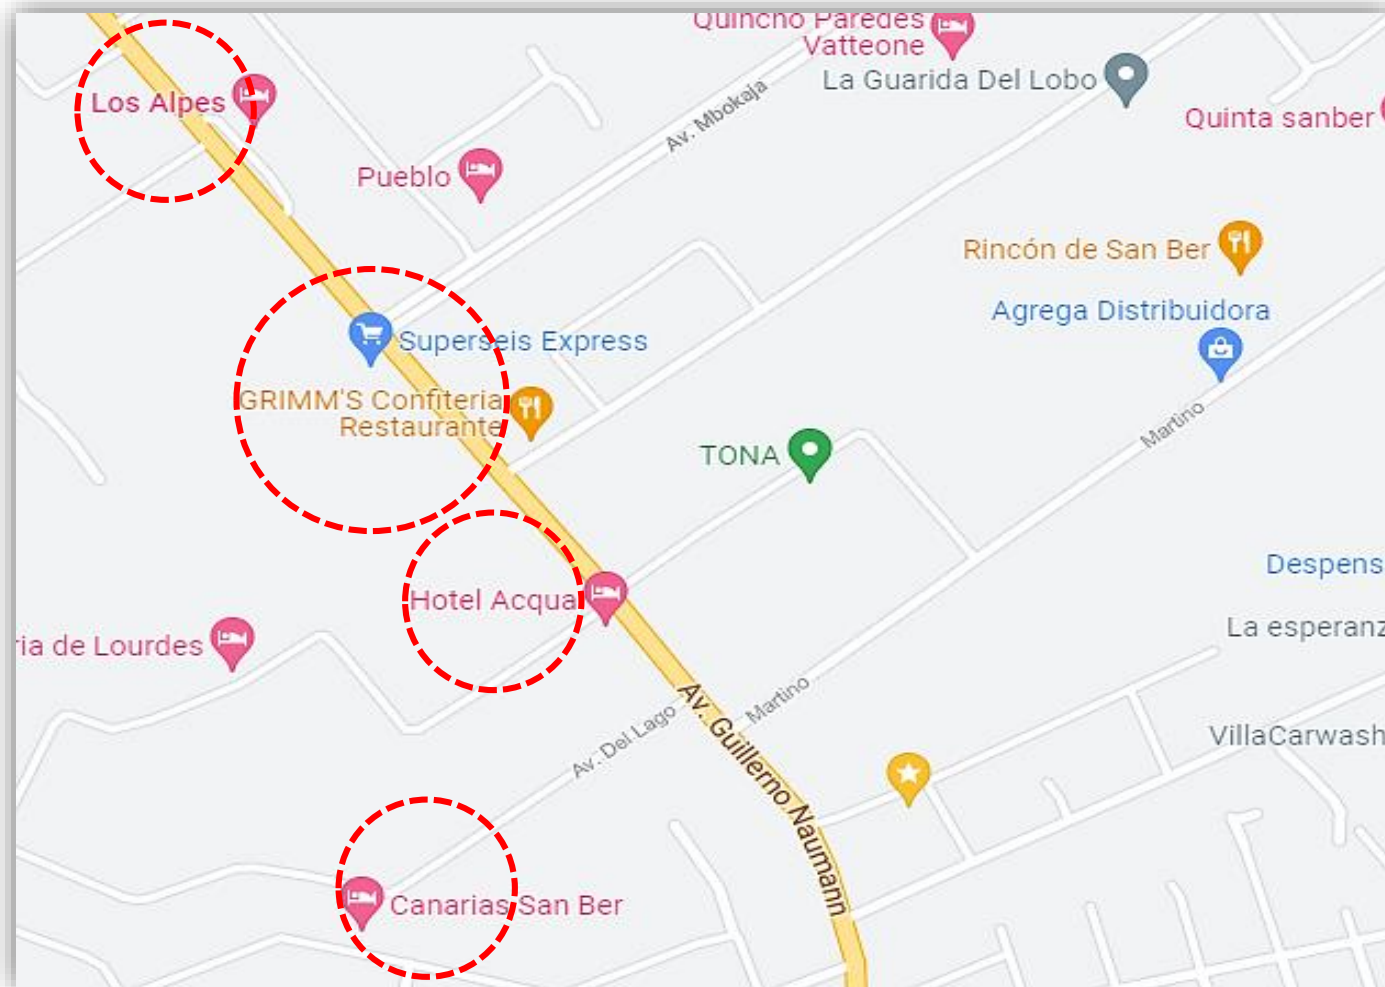 Quincho Paredes
Vatteone
La Guarida Del Lobo
Los Alpes
Av. Mbokaja
Quinta sanber
Pueblo
Rincón de San Ber
Agrega Distribuidora
Superseis Express
GRIMM'S Confiteria
Restaurante
Martino
TONA
Despens
Hotel Acqua
La esperanz
ria de Lourdes
Martino
Av. Del Lago
Av. Guillerno Naumann
VillaCarwash
Canarias San Ber